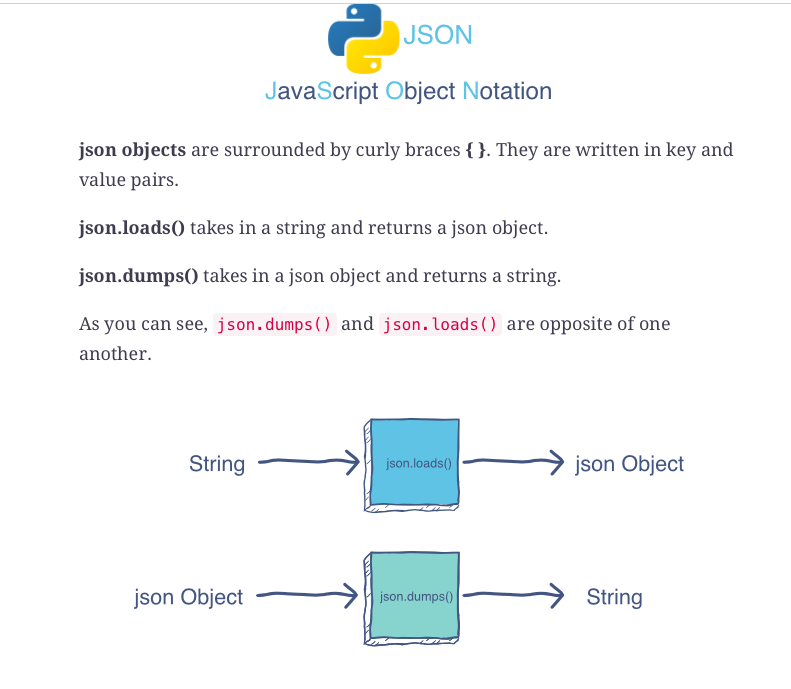 JSON
JavaScript Object Notation
json objects are surrounded by curly braces { }. They are written in key and
value pairs.
json.loads() takes in a string and returns a json object.
json.dumps() takes in a json object and returns a string.
As you can see, json.dumps() and json.loads() are opposite of one
another.
String json.loads() json Object
json Object json.dumps() String